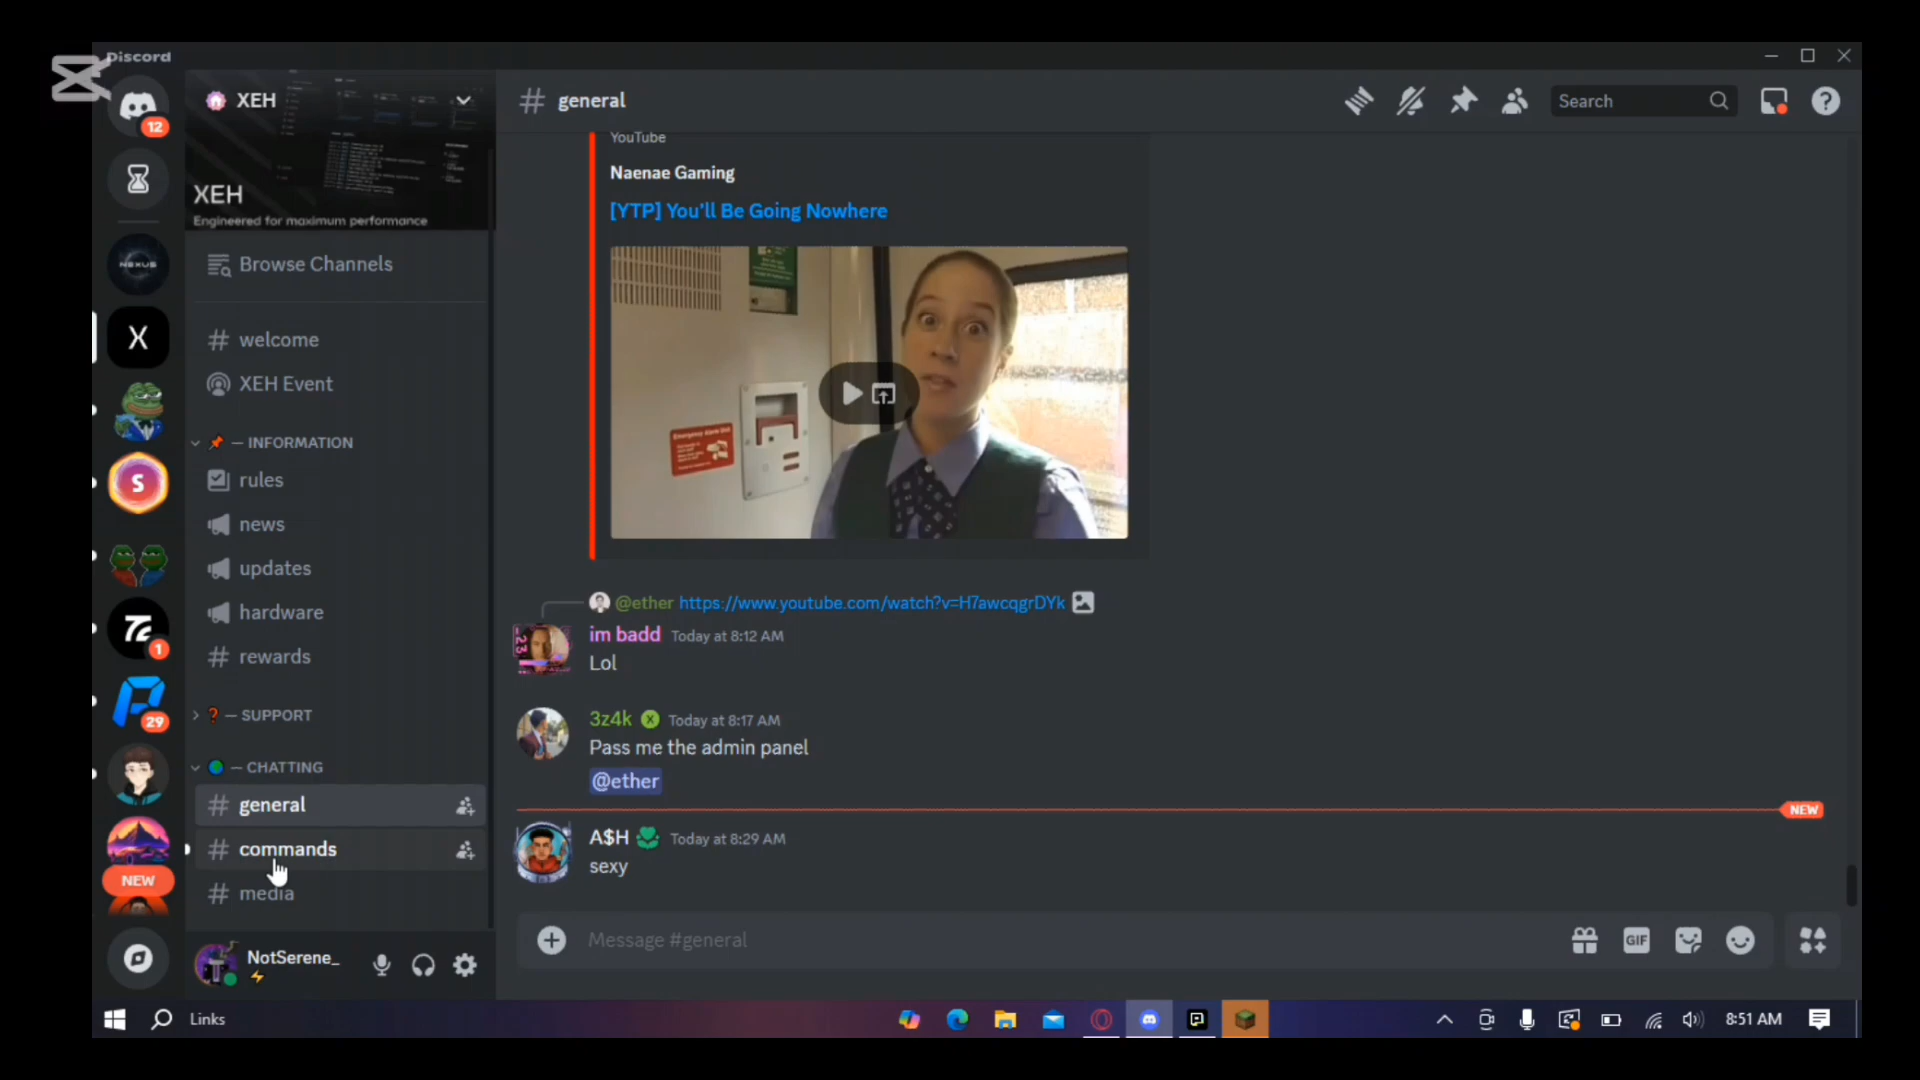 Discord
12
NEXUS
X
S
1
29
NEW
XEH
XEH
Engineered for maximum performance
Browse Channels
# welcome
XEH Event
— INFORMATION
rules
news
updates
hardware
# rewards
— SUPPORT
— CHATTING
# general
# commands
# media
NotSerene_
# general
Search
YouTube
Naenae Gaming
[YTP] You'll Be Going Nowhere
@ether https://www.youtube.com/watch?v=H7awcqgrDYk
im badd Today at 8:12 AM
Lol
3z4k X Today at 8:17 AM
Pass me the admin panel
@ether
NEW
A$H Today at 8:29 AM
sexy
Message #general
GIF
Links
8:51 AM